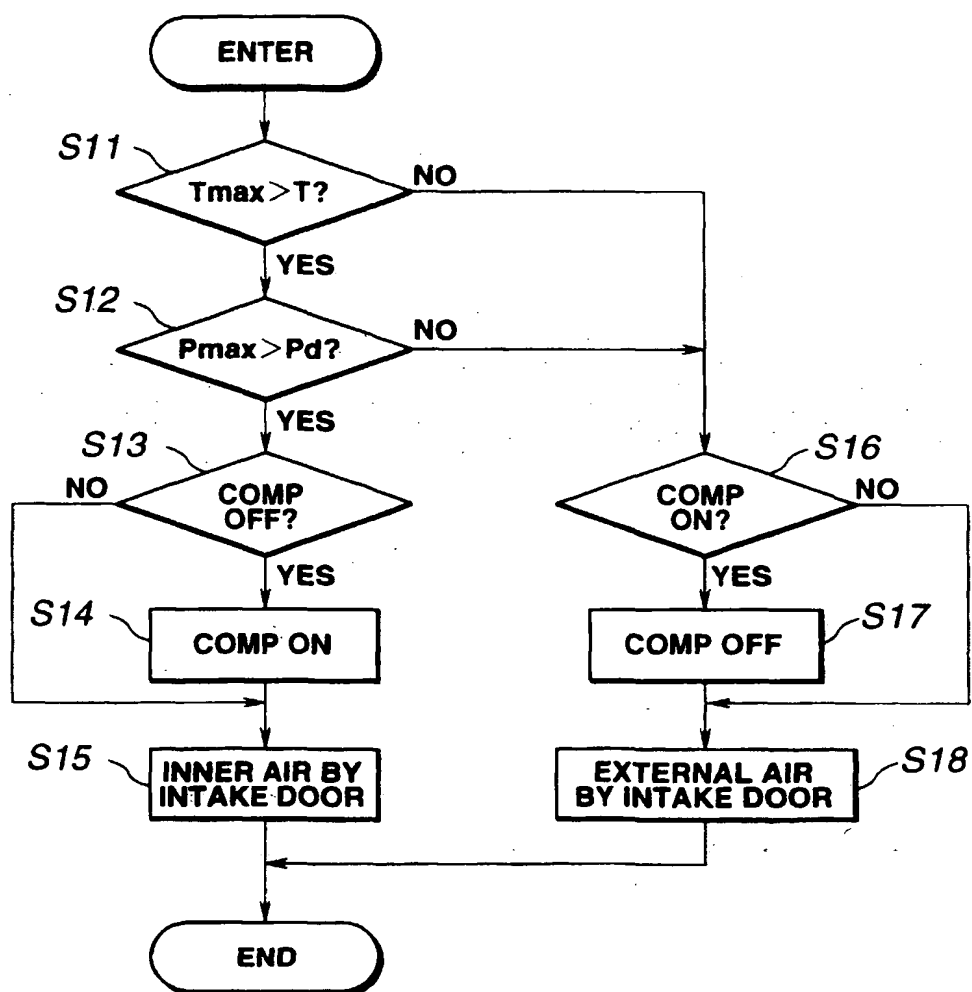 ENTER
S11
Tmax>T?
NO
YES
S12
Pmax>Pd?
NO
YES
S13
NO
COMP
OFF?
YES
S14
COMP ON
S15
INNER AIR BY
INTAKE DOOR
S16
COMP
ON?
NO
YES
S17
COMP OFF
S18
EXTERNAL AIR
BY INTAKE DOOR
END